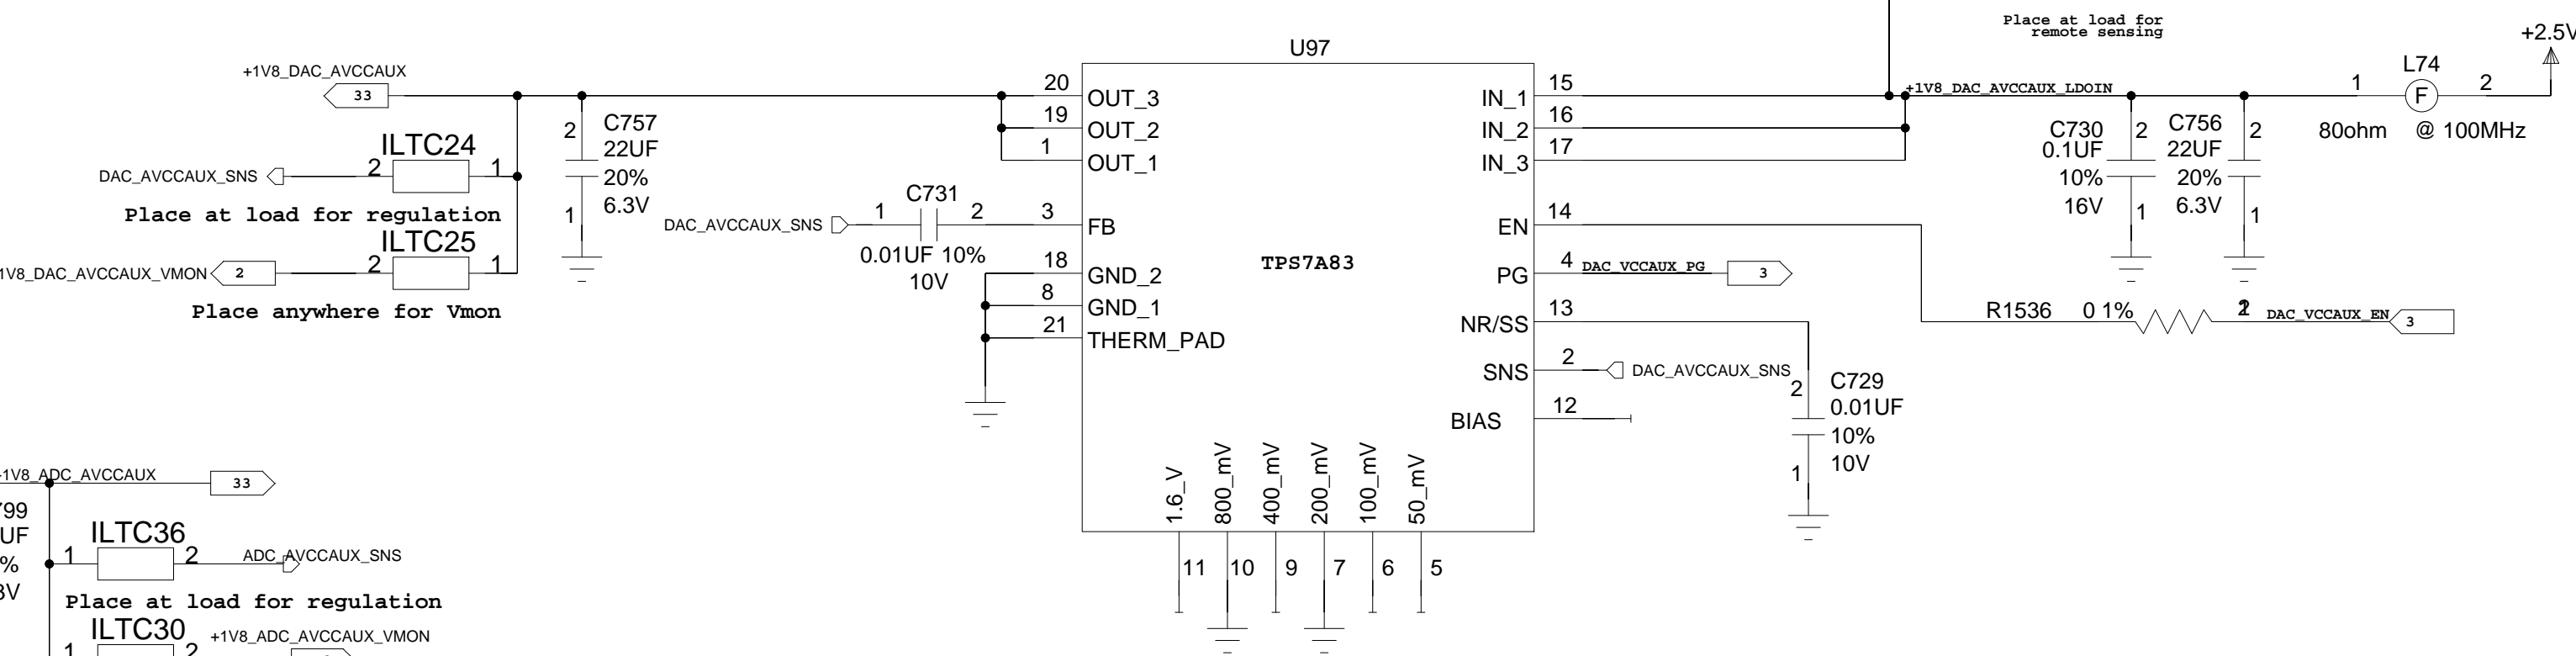 Place at load for
remote sensing
+2.5V
U97
L74
+1V8_DAC_AVCCAUX
33
20
OUT_3
IN_1
15
+1V8_DAC_AVCCAUX_LDOIN
1
F
2
19
OUT_2
IN_2
16
80ohm @ 100MHz
1
OUT_1
IN_3
17
2
C757
22UF
20%
6.3V
1
C730
0.1UF
10%
16V
2
1
C756
22UF
20%
6.3V
2
1
ILTC24
DAC_AVCCAUX_SNS
2
1
Place at load for regulation
ILTC25
1V8_DAC_AVCCAUX_VMON
2
2
1
Place anywhere for Vmon
C731
DAC_AVCCAUX_SNS
1
2
3
FB
0.01UF 10%
10V
EN
14
18
GND_2
TPS7A83
PG
4
DAC_VCCAUX_PG
3
8
GND_1
21
THERM_PAD
NR/SS
13
R1536
0 1%
DAC_VCCAUX_EN
3
SNS
2
DAC_AVCCAUX_SNS
BIAS
12
2
C729
0.01UF
10%
10V
1
1.6_V
800_mV
400_mV
200_mV
100_mV
50_mV
11
10
9
7
6
5
+1V8_ADC_AVCCAUX
33
799
UF
%
3V
ILTC36
1
2
ADC_AVCCAUX_SNS
Place at load for regulation
ILTC30
1
2
+1V8_ADC_AVCCAUX_VMON